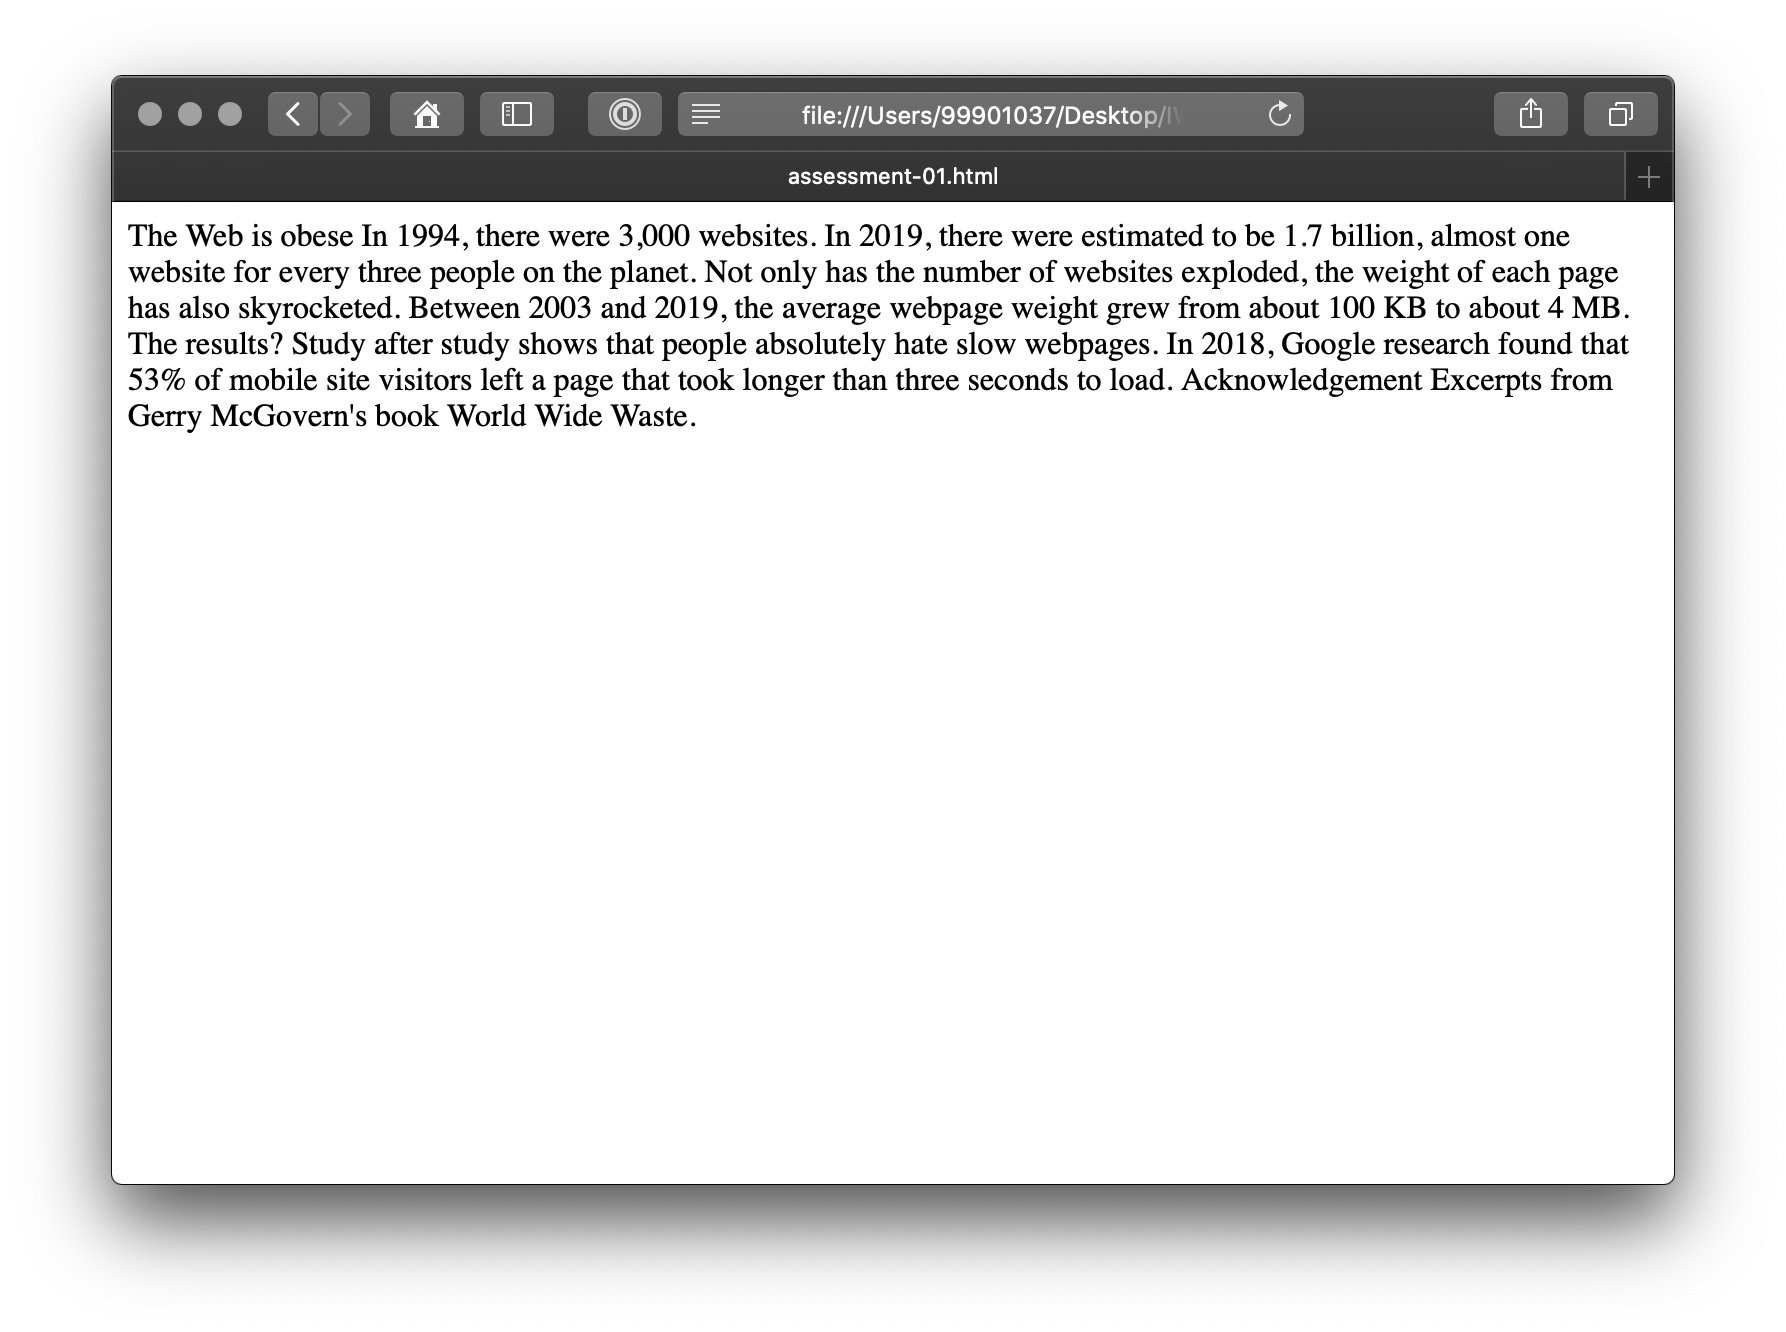 file:///Users/99901037/Desktop/
assessment-01.html
The Web is obese In 1994, there were 3,000 websites. In 2019, there were estimated to be 1.7 billion, almost one
website for every three people on the planet. Not only has the number of websites exploded, the weight of each page
has also skyrocketed. Between 2003 and 2019, the average webpage weight grew from about 100 KB to about 4 MB.
The results? Study after study shows that people absolutely hate slow webpages. In 2018, Google research found that
53% of mobile site visitors left a page that took longer than three seconds to load. Acknowledgement Excerpts from
Gerry McGovern's book World Wide Waste.